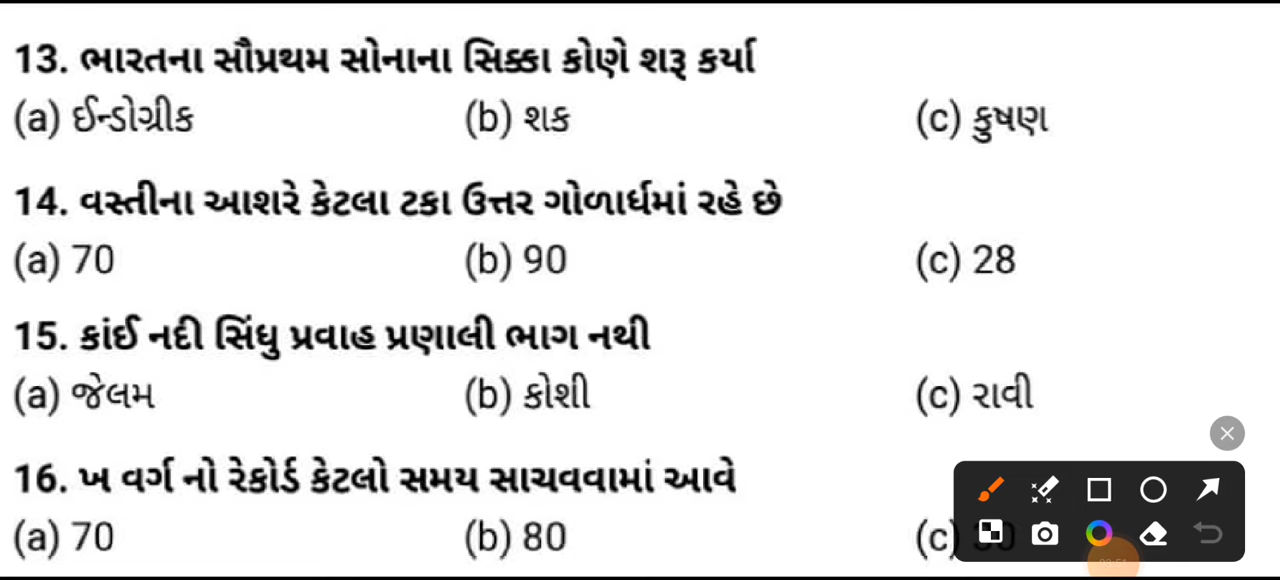 13. ભારતના સૌપ્રથમ સોનાના સિક્કા કોણે શરૂ કર્યા
(a) ઈન્ડોગ્રીક (b) શક (c) કુષણ
14. વસ્તીના આશરે કેટલા ટકા ઉત્તર ગોળાર્ધમાં રહે છે
(a) 70 (b) 90 (c) 28
15. કાંઈ નદી સિંધુ પ્રવાહ પ્રણાલી ભાગ નથી
(a) જેલમ (b) કોશી (c) રાવી
16. ખ વર્ગ નો રેકોર્ડ કેટલો સમય સાચવવામાં આવે
(a) 70 (b) 80 (c) 30